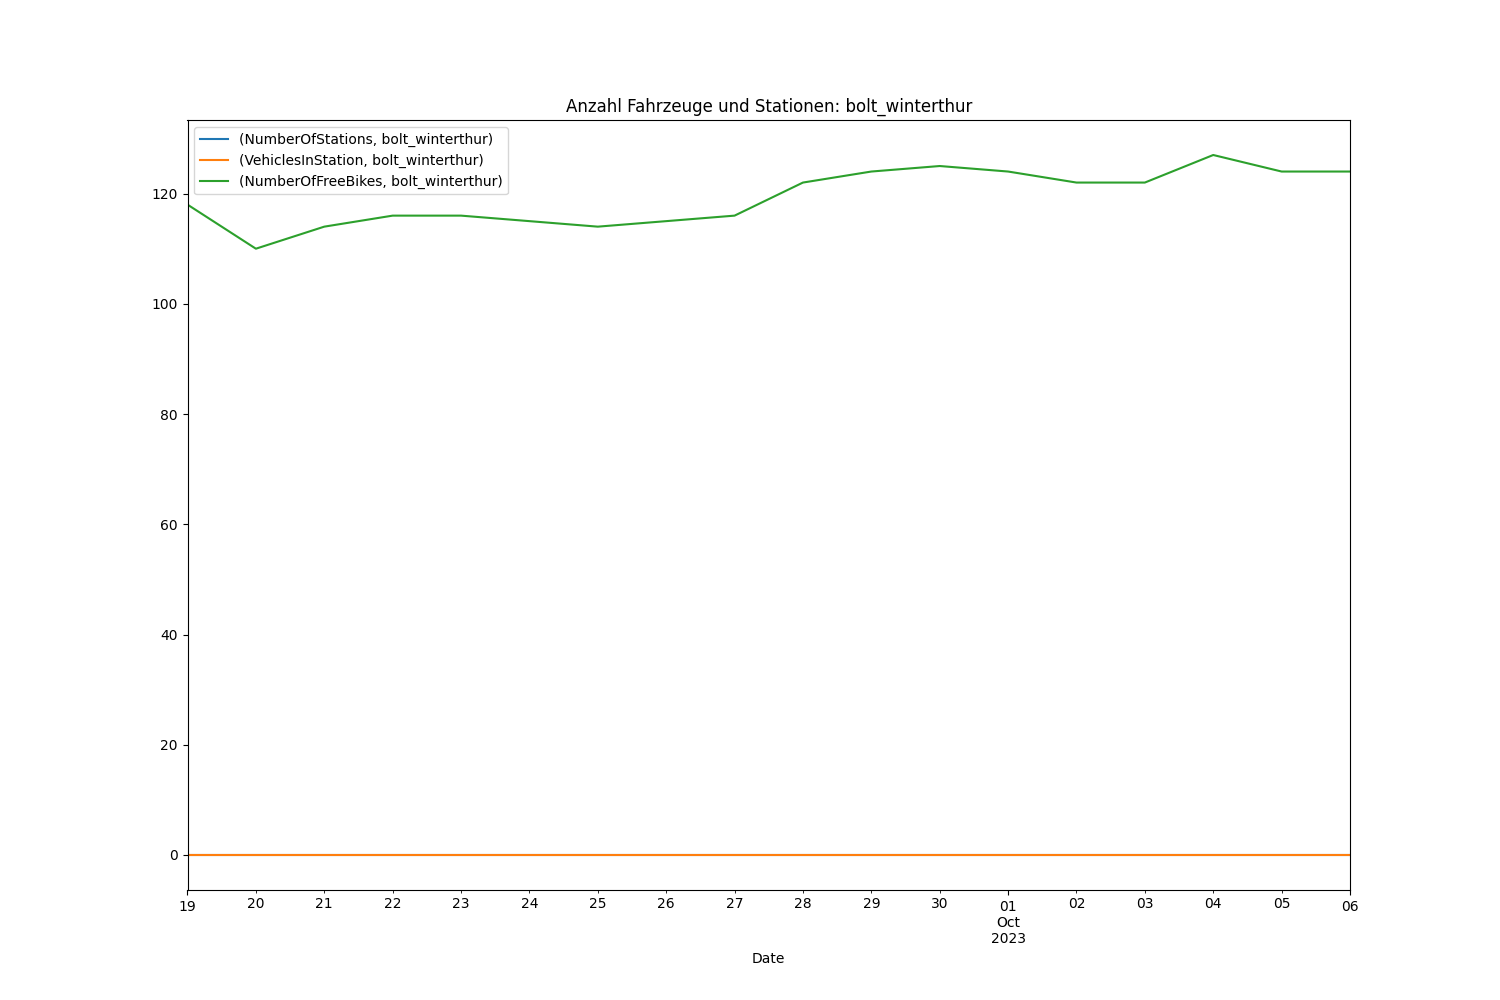 Anzahl Fahrzeuge und Stationen: bolt_winterthur
(NumberOfStations, bolt_winterthur)
(VehiclesInStation, bolt_winterthur)
(NumberOfFreeBikes, bolt_winterthur)
120
100
80
60
40
20
0
19 20 21 22 23 24 25 26 27 28 29 30 01 02 03 04 05 06
Oct
2023
Date